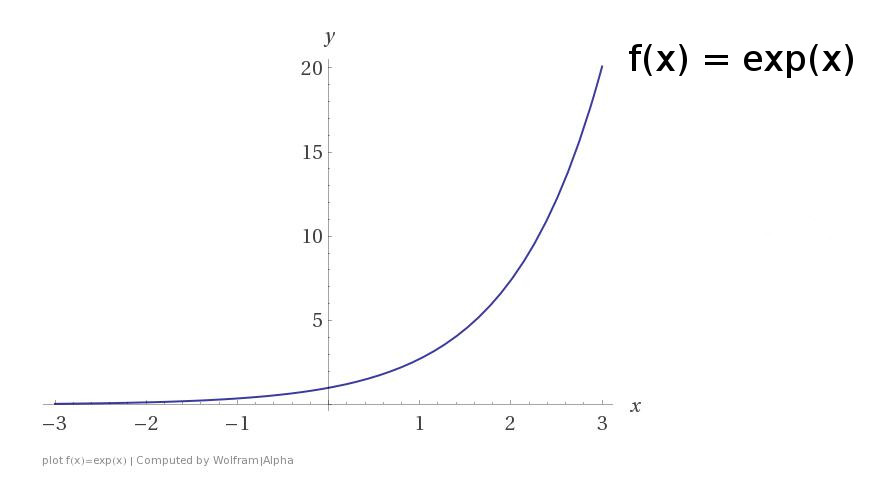 y
f(x) = exp(x)
20
15
10
5
x
−3 −2 −1 1 2 3
plot f(x)=exp(x) | Computed by Wolfram|Alpha